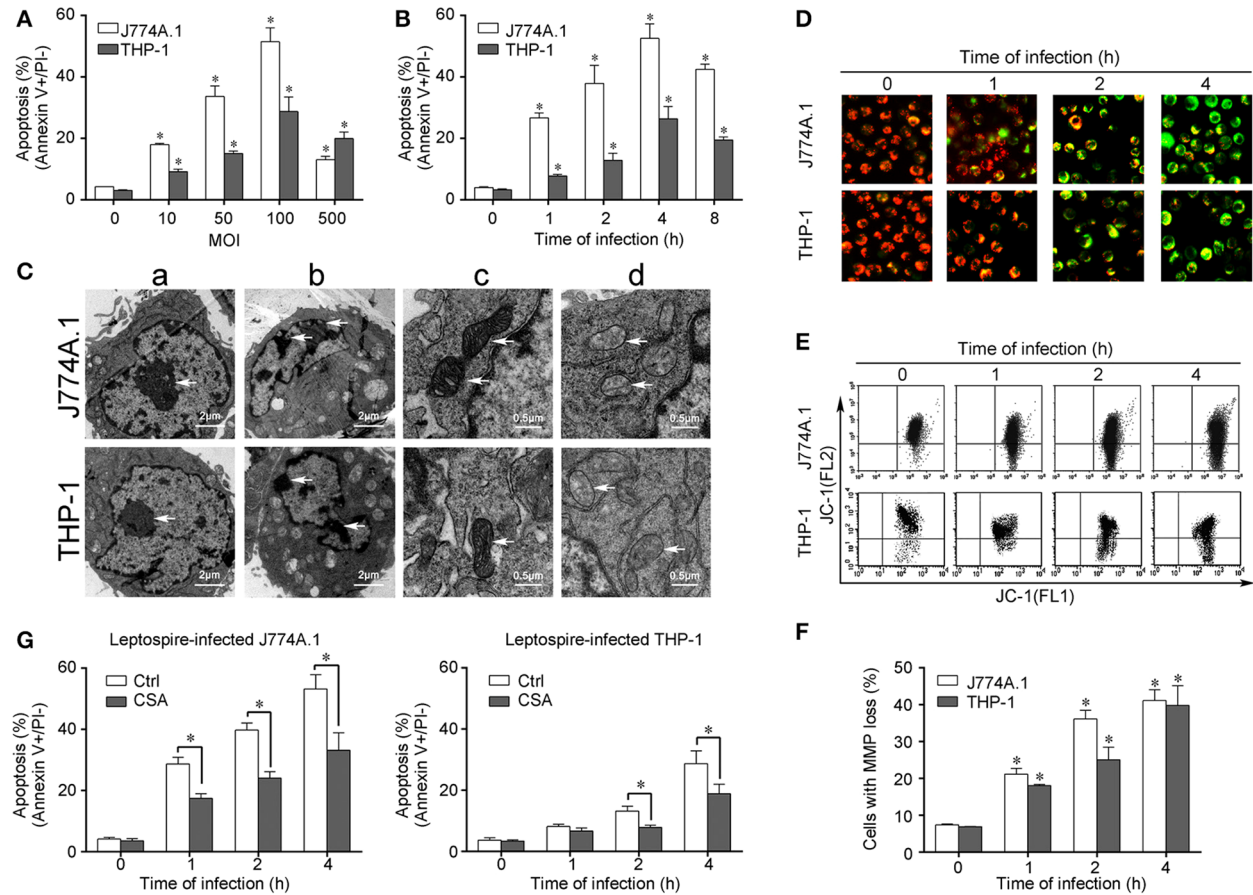 A
Apoptosis (%)
(Annexin V+/PI-)
60
40
20
0
J774A.1
THP-1
* * * * * * * *
0 10 50 100 500
MOI
B
Apoptosis (%)
(Annexin V+/PI-)
60
40
20
0
J774A.1
THP-1
* * * * * * * *
0 1 2 4 8
Time of infection (h)
C
a b c d
J774A.1
2μm 2μm 0.5μm 0.5μm
THP-1
2μm 2μm 0.5μm 0.5μm
D
Time of infection (h)
0 1 2 4
J774A.1
THP-1
E
Time of infection (h)
0 1 2 4
J774A.1
THP-1
JC-1(FL2)
JC-1(FL1)
F
Cells with MMP loss (%)
50
40
30
20
10
0
J774A.1
THP-1
* * * * * *
0 1 2 4
Time of infection (h)
G
Leptospire-infected J774A.1
Apoptosis (%)
(Annexin V+/PI-)
60
40
20
0
Ctrl
CSA
* * *
0 1 2 4
Time of infection (h)
Leptospire-infected THP-1
Apoptosis (%)
(Annexin V+/PI-)
60
40
20
0
Ctrl
CSA
* *
0 1 2 4
Time of infection (h)